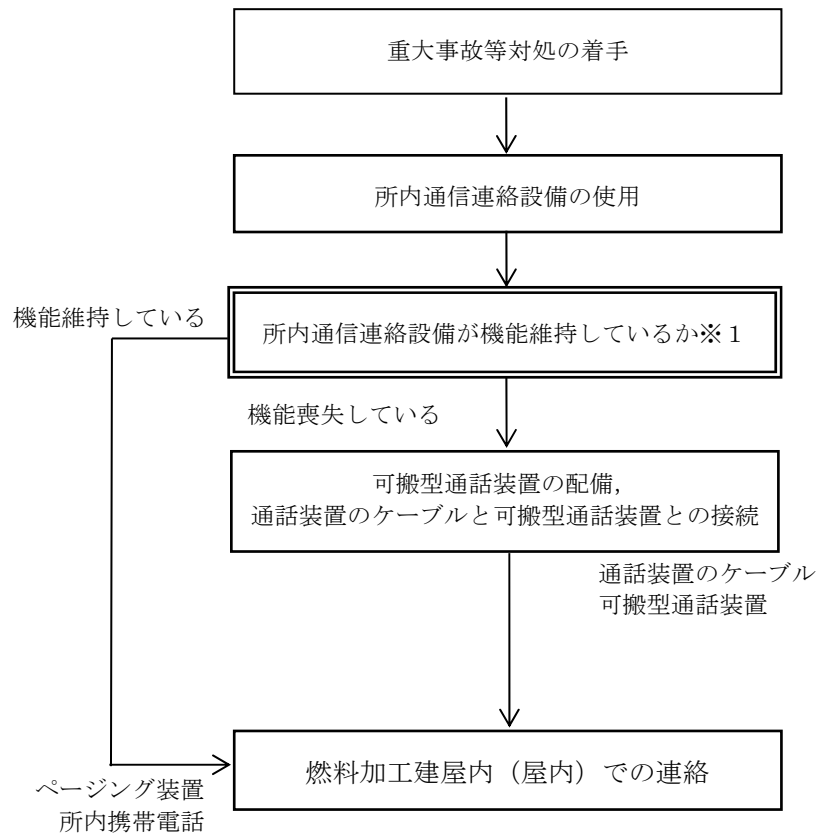 重大事故等対処の着手
所内通信連絡設備の使用
機能維持している
所内通信連絡設備が機能維持しているか※１
機能喪失している
可搬型通話装置の配備，
通話装置のケーブルと可搬型通話装置との接続
通話装置のケーブル
可搬型通話装置
燃料加工建屋内（屋内）での連絡
ページング装置
所内携帯電話